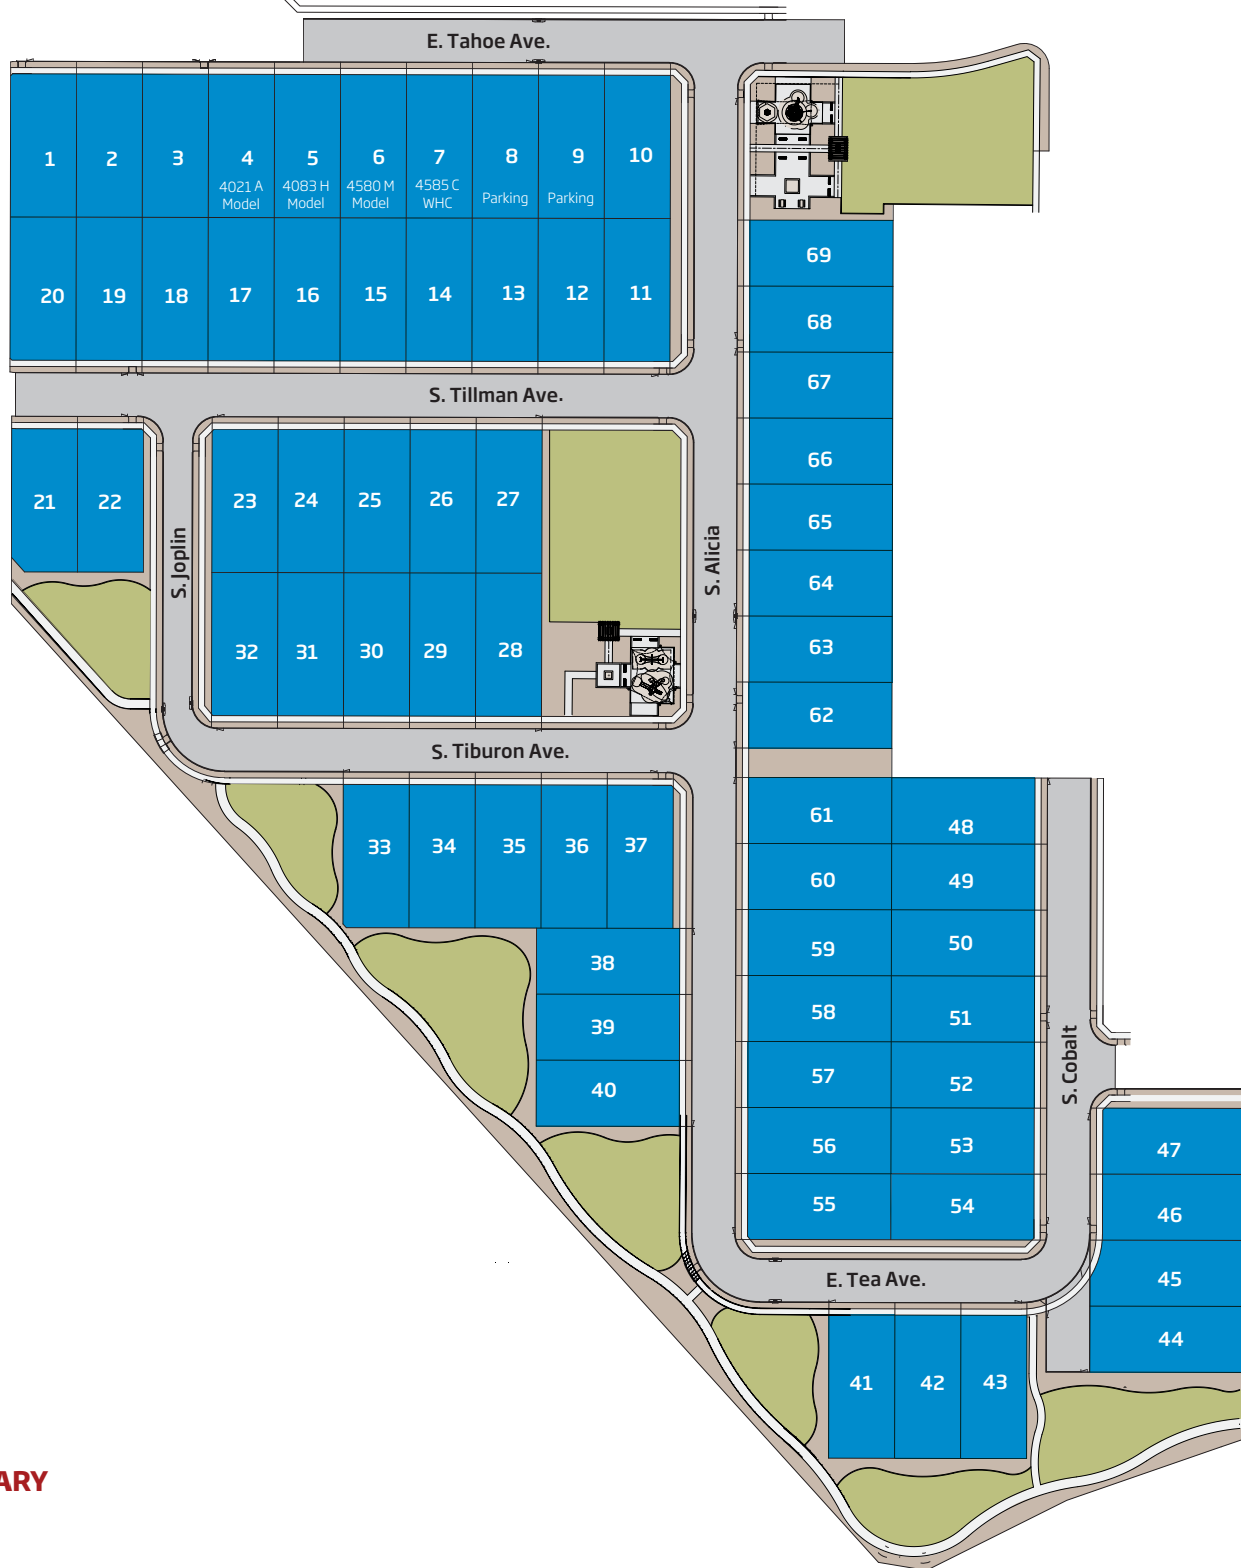 E. Tahoe Ave.
1 2 3 4 5 6 7 8 9 10
4021 A
Model
4083 H
Model
4580 M
Model
4585 C
WHC
Parking
Parking
20 19 18 17 16 15 14 13 12 11
69
68
67
66
65
64
63
62
S. Tillman Ave.
21 22
S. Joplin
23 24 25 26 27
32 31 30 29 28
S. Alicia
S. Tiburon Ave.
33 34 35 36 37
38
39
40
61 48
60 49
59 50
58 51
57 52
56 53
55 54
S. Cobalt
47
46
45
44
E. Tea Ave.
41 42 43
ARY